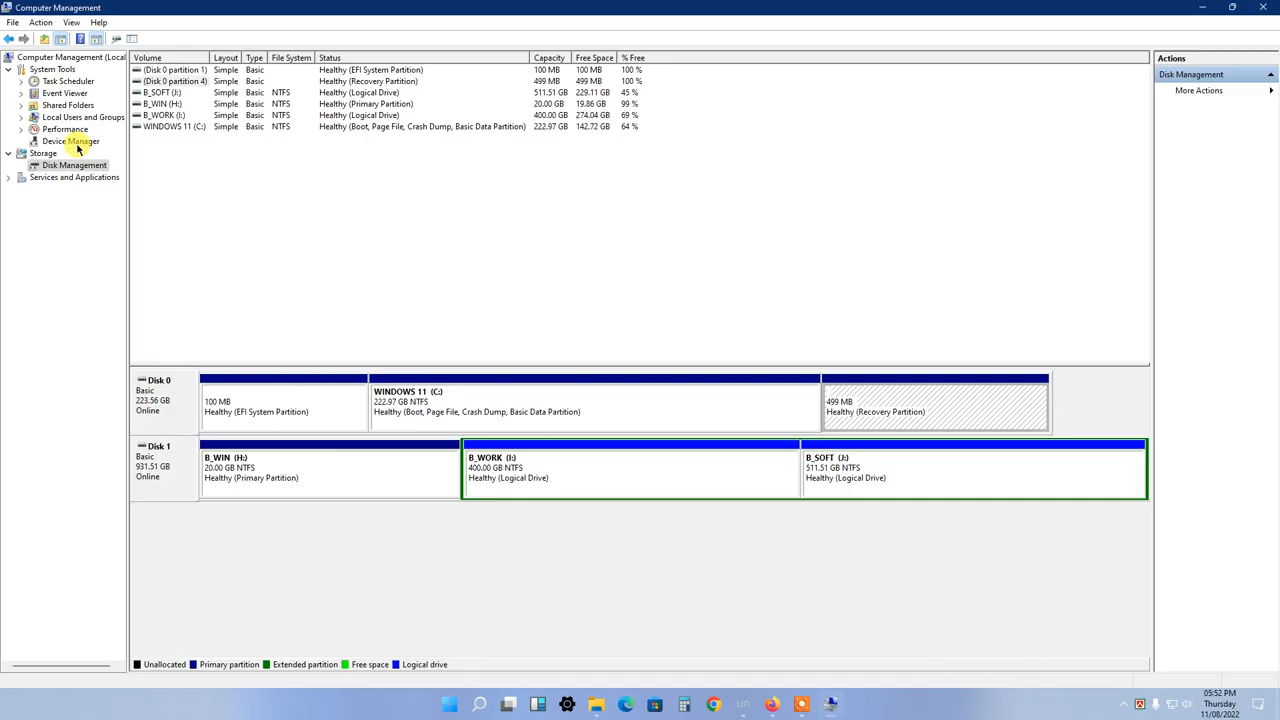 Computer Management
File Action View Help
Computer Management (Local
System Tools
Task Scheduler
Event Viewer
Shared Folders
Local Users and Groups
Performance
Device Manager
Storage
Disk Management
Services and Applications
Volume Layout Type File System Status Capacity Free Space % Free
(Disk 0 partition 1) Simple Basic Healthy (EFI System Partition) 100 MB 100 MB 100 %
(Disk 0 partition 4) Simple Basic Healthy (Recovery Partition) 499 MB 499 MB 100 %
B_SOFT (J:) Simple Basic NTFS Healthy (Logical Drive) 511.51 GB 229.11 GB 45 %
B_WIN (H:) Simple Basic NTFS Healthy (Primary Partition) 20.00 GB 19.86 GB 99 %
B_WORK (I:) Simple Basic NTFS Healthy (Logical Drive) 400.00 GB 274.04 GB 69 %
WINDOWS 11 (C:) Simple Basic NTFS Healthy (Boot, Page File, Crash Dump, Basic Data Partition) 222.97 GB 142.72 GB 64 %
Disk 0
Basic
223.56 GB
Online
100 MB
Healthy (EFI System Partition)
WINDOWS 11 (C:)
222.97 GB NTFS
Healthy (Boot, Page File, Crash Dump, Basic Data Partition)
499 MB
Healthy (Recovery Partition)
Disk 1
Basic
931.51 GB
Online
B_WIN (H:)
20.00 GB NTFS
Healthy (Primary Partition)
B_WORK (I:)
400.00 GB NTFS
Healthy (Logical Drive)
B_SOFT (J:)
511.51 GB NTFS
Healthy (Logical Drive)
Unallocated Primary partition Extended partition Free space Logical drive
Actions
Disk Management
More Actions
un
05:52 PM
Thursday
11/08/2022